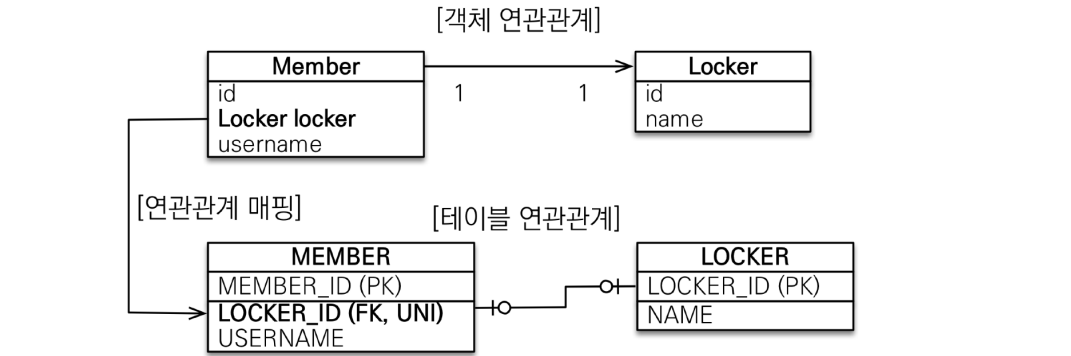 [객체 연관관계]
Member
id
Locker locker
username
1
1
Locker
id
name
[연관관계 매핑]
[테이블 연관관계]
MEMBER
MEMBER_ID (PK)
LOCKER_ID (FK, UNI)
USERNAME
LOCKER
LOCKER_ID (PK)
NAME